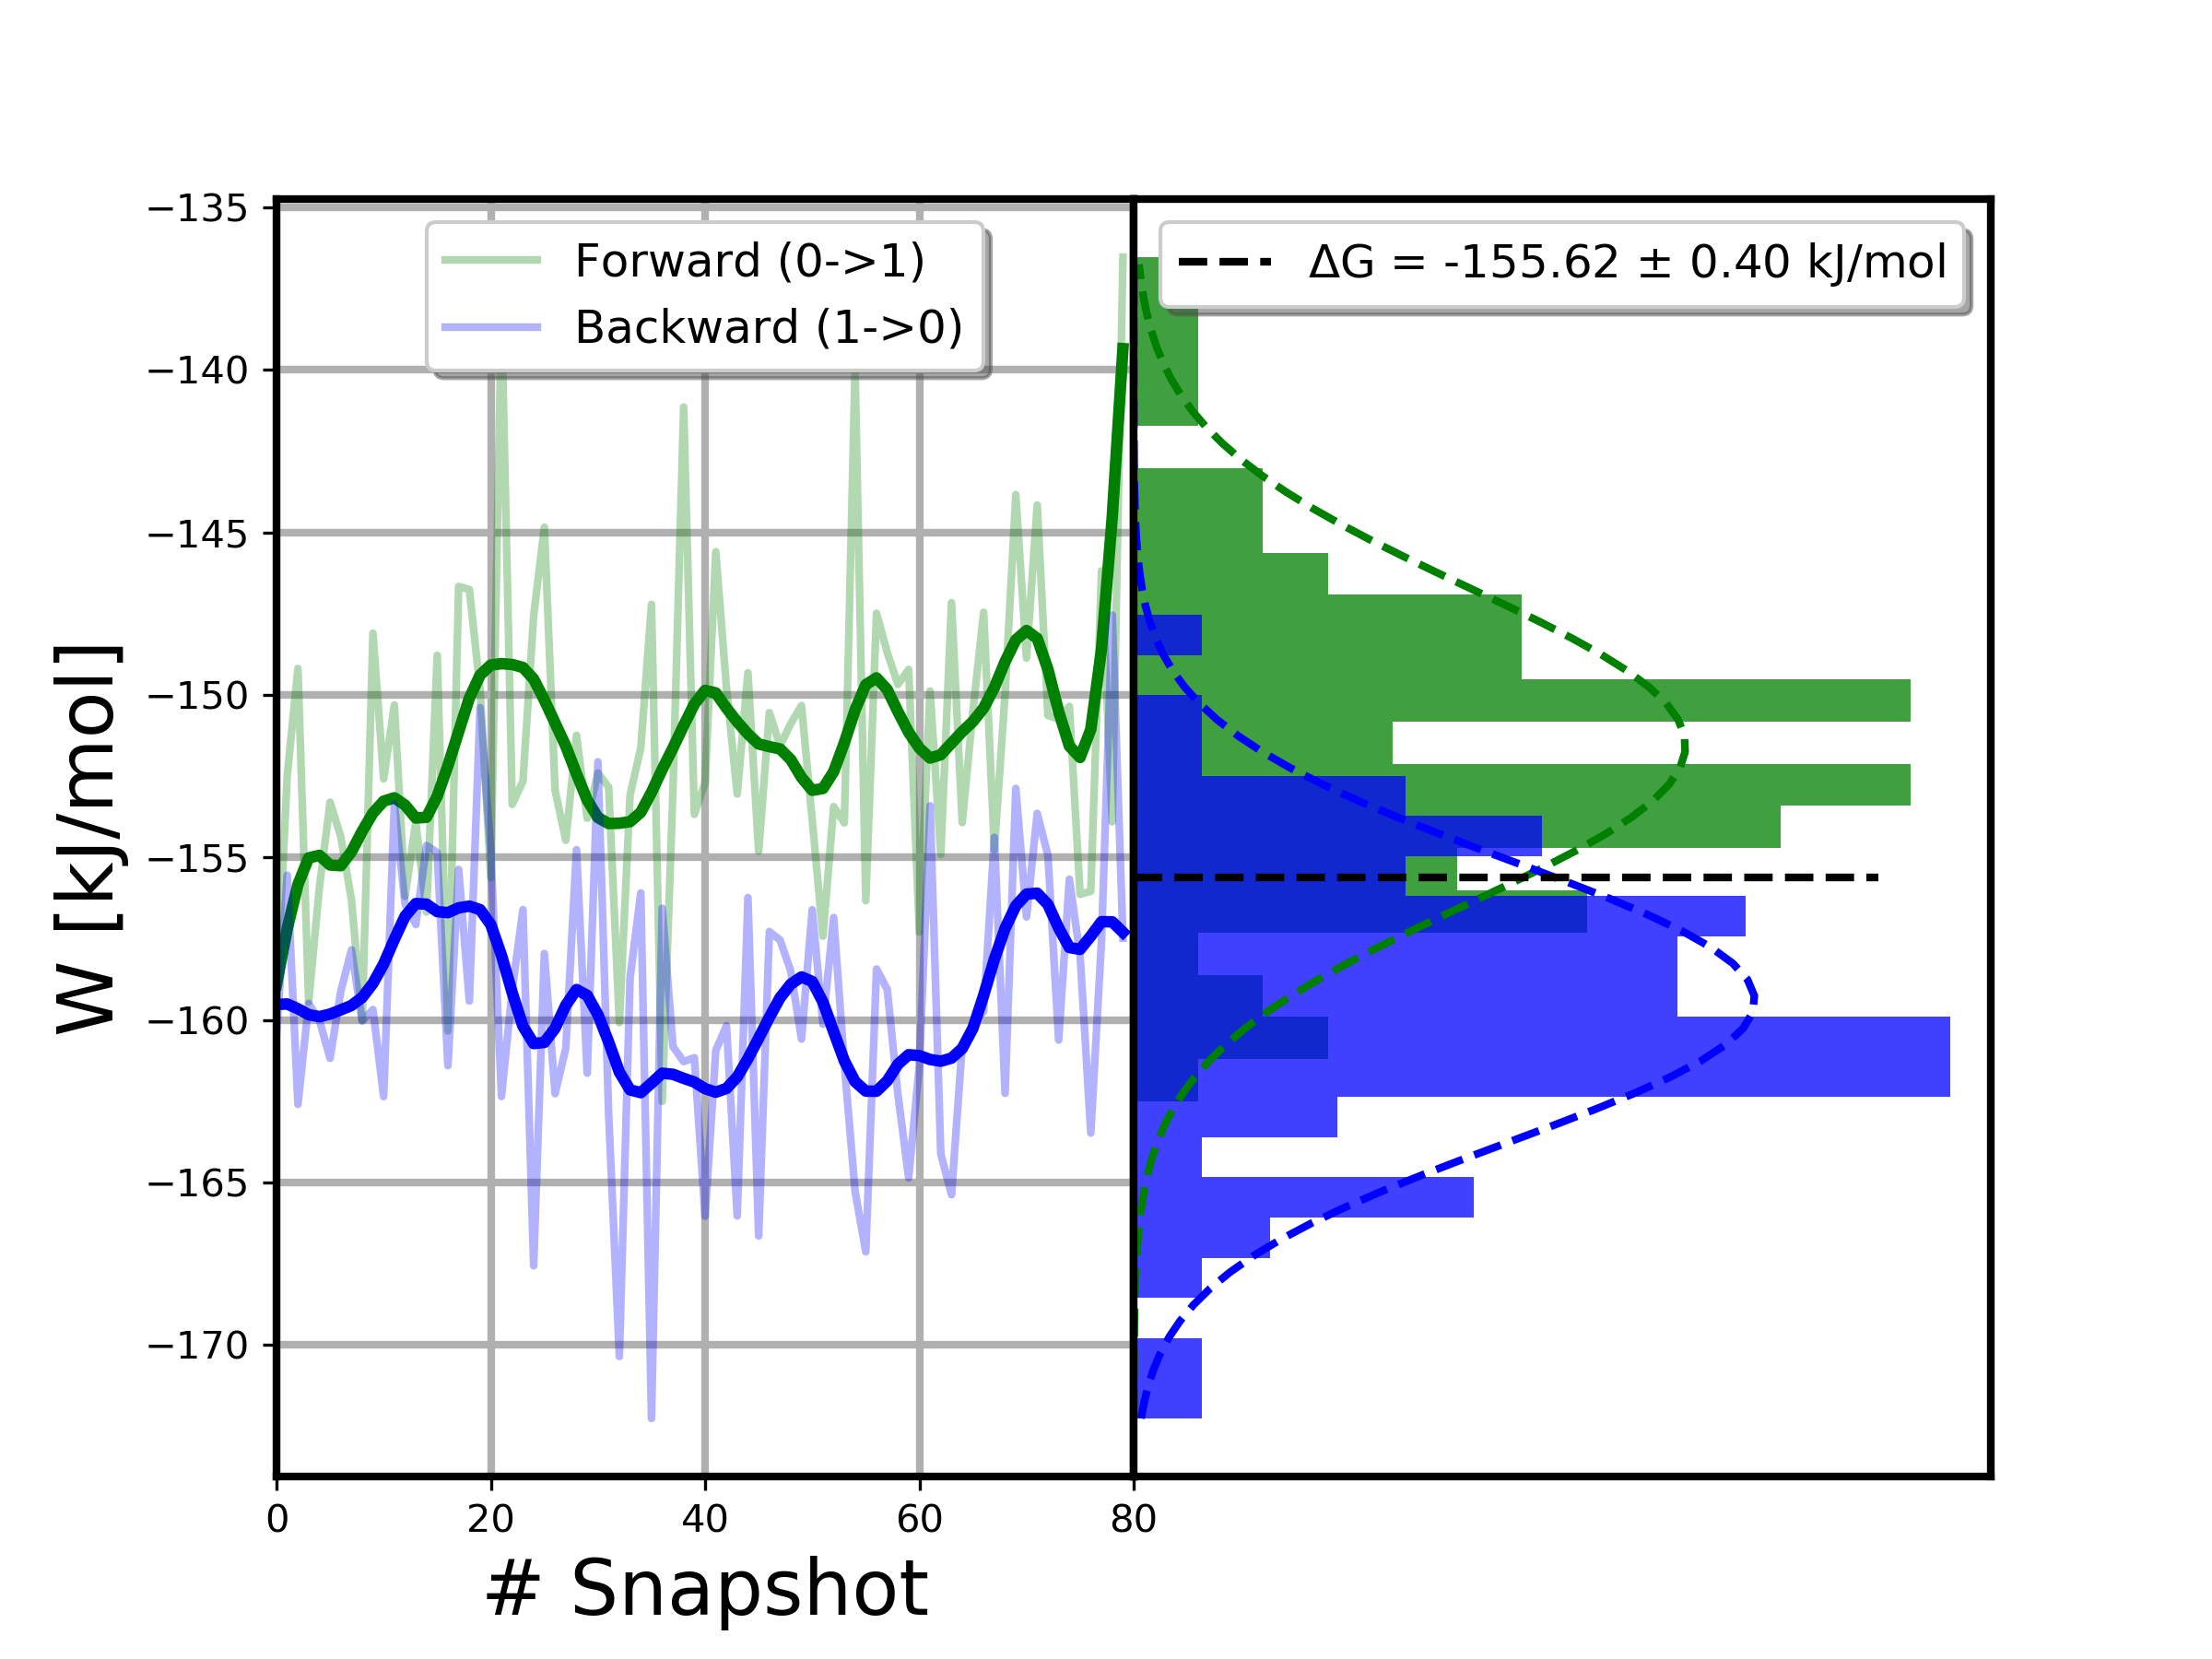 Forward (0->1)
Backward (1->0)
ΔG = -155.62 ± 0.40 kJ/mol
W [kJ/mol]
−135
−140
−145
−150
−155
−160
−165
−170
0 20 40 60 80
# Snapshot